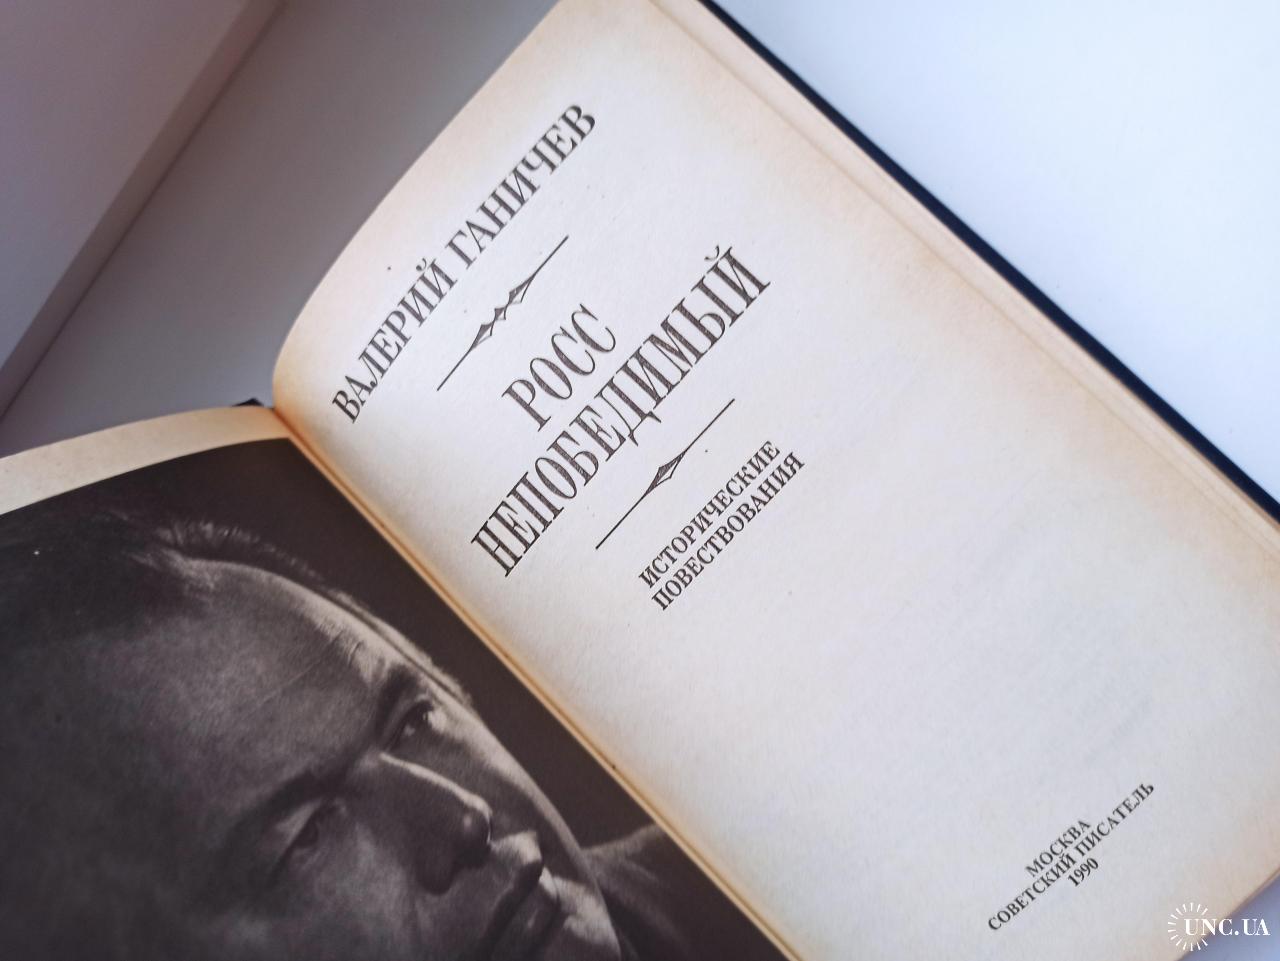 ВАЛЕРИЙ ГАНИЧЕВ
РОСС
НЕПОБЕДИМЫЙ
ИСТОРИЧЕСКИЕ
ПОВЕСТВОВАНИЯ
МОСКВА
СОВЕТСКИЙ ПИСАТЕЛЬ
1990
UNC.UA